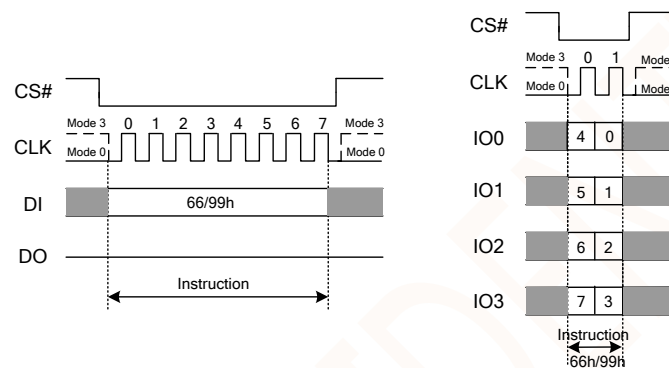 CS#
Mode 3 0 1 2 3 4 5 6 7 Mode 3
CLK
Mode 0 Mode 0
DI 66/99h
DO
Instruction
CS#
Mode 3 0 1 Mode
CLK
Mode 0 Mode
IO0 4 0
IO1 5 1
IO2 6 2
IO3 7 3
Instruction
66h/99h